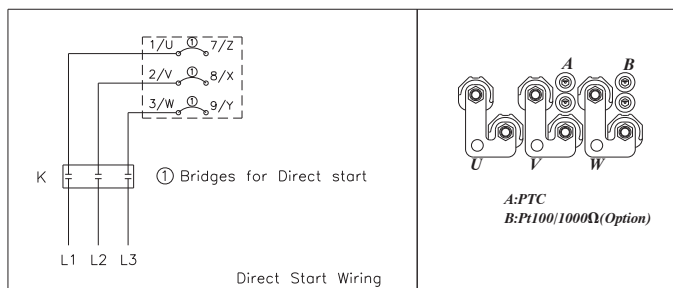 1/U ① 7/Z
2/V ① 8/X
3/W ① 9/Y
K
① Bridges for Direct start
L1 L2 L3
Direct Start Wiring
A B
U V W
A:PTC
B:Pt100/1000Ω(Option)